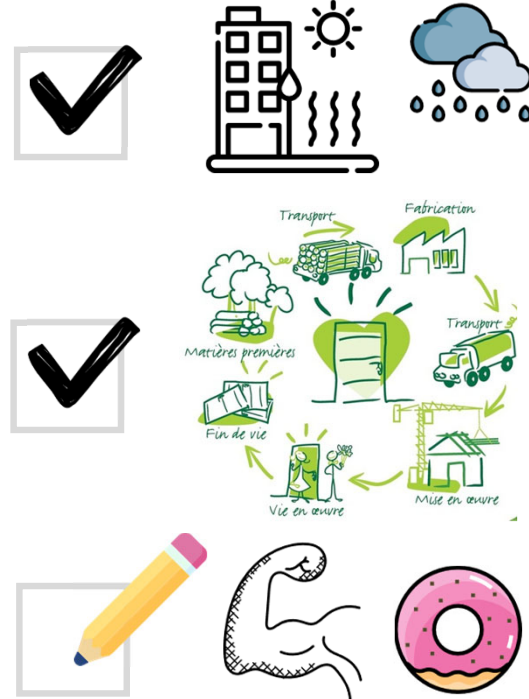 Transport
Fabrication
Transport
Matières premières
Fin de vie
Mise en œuvre
Vie en œuvre